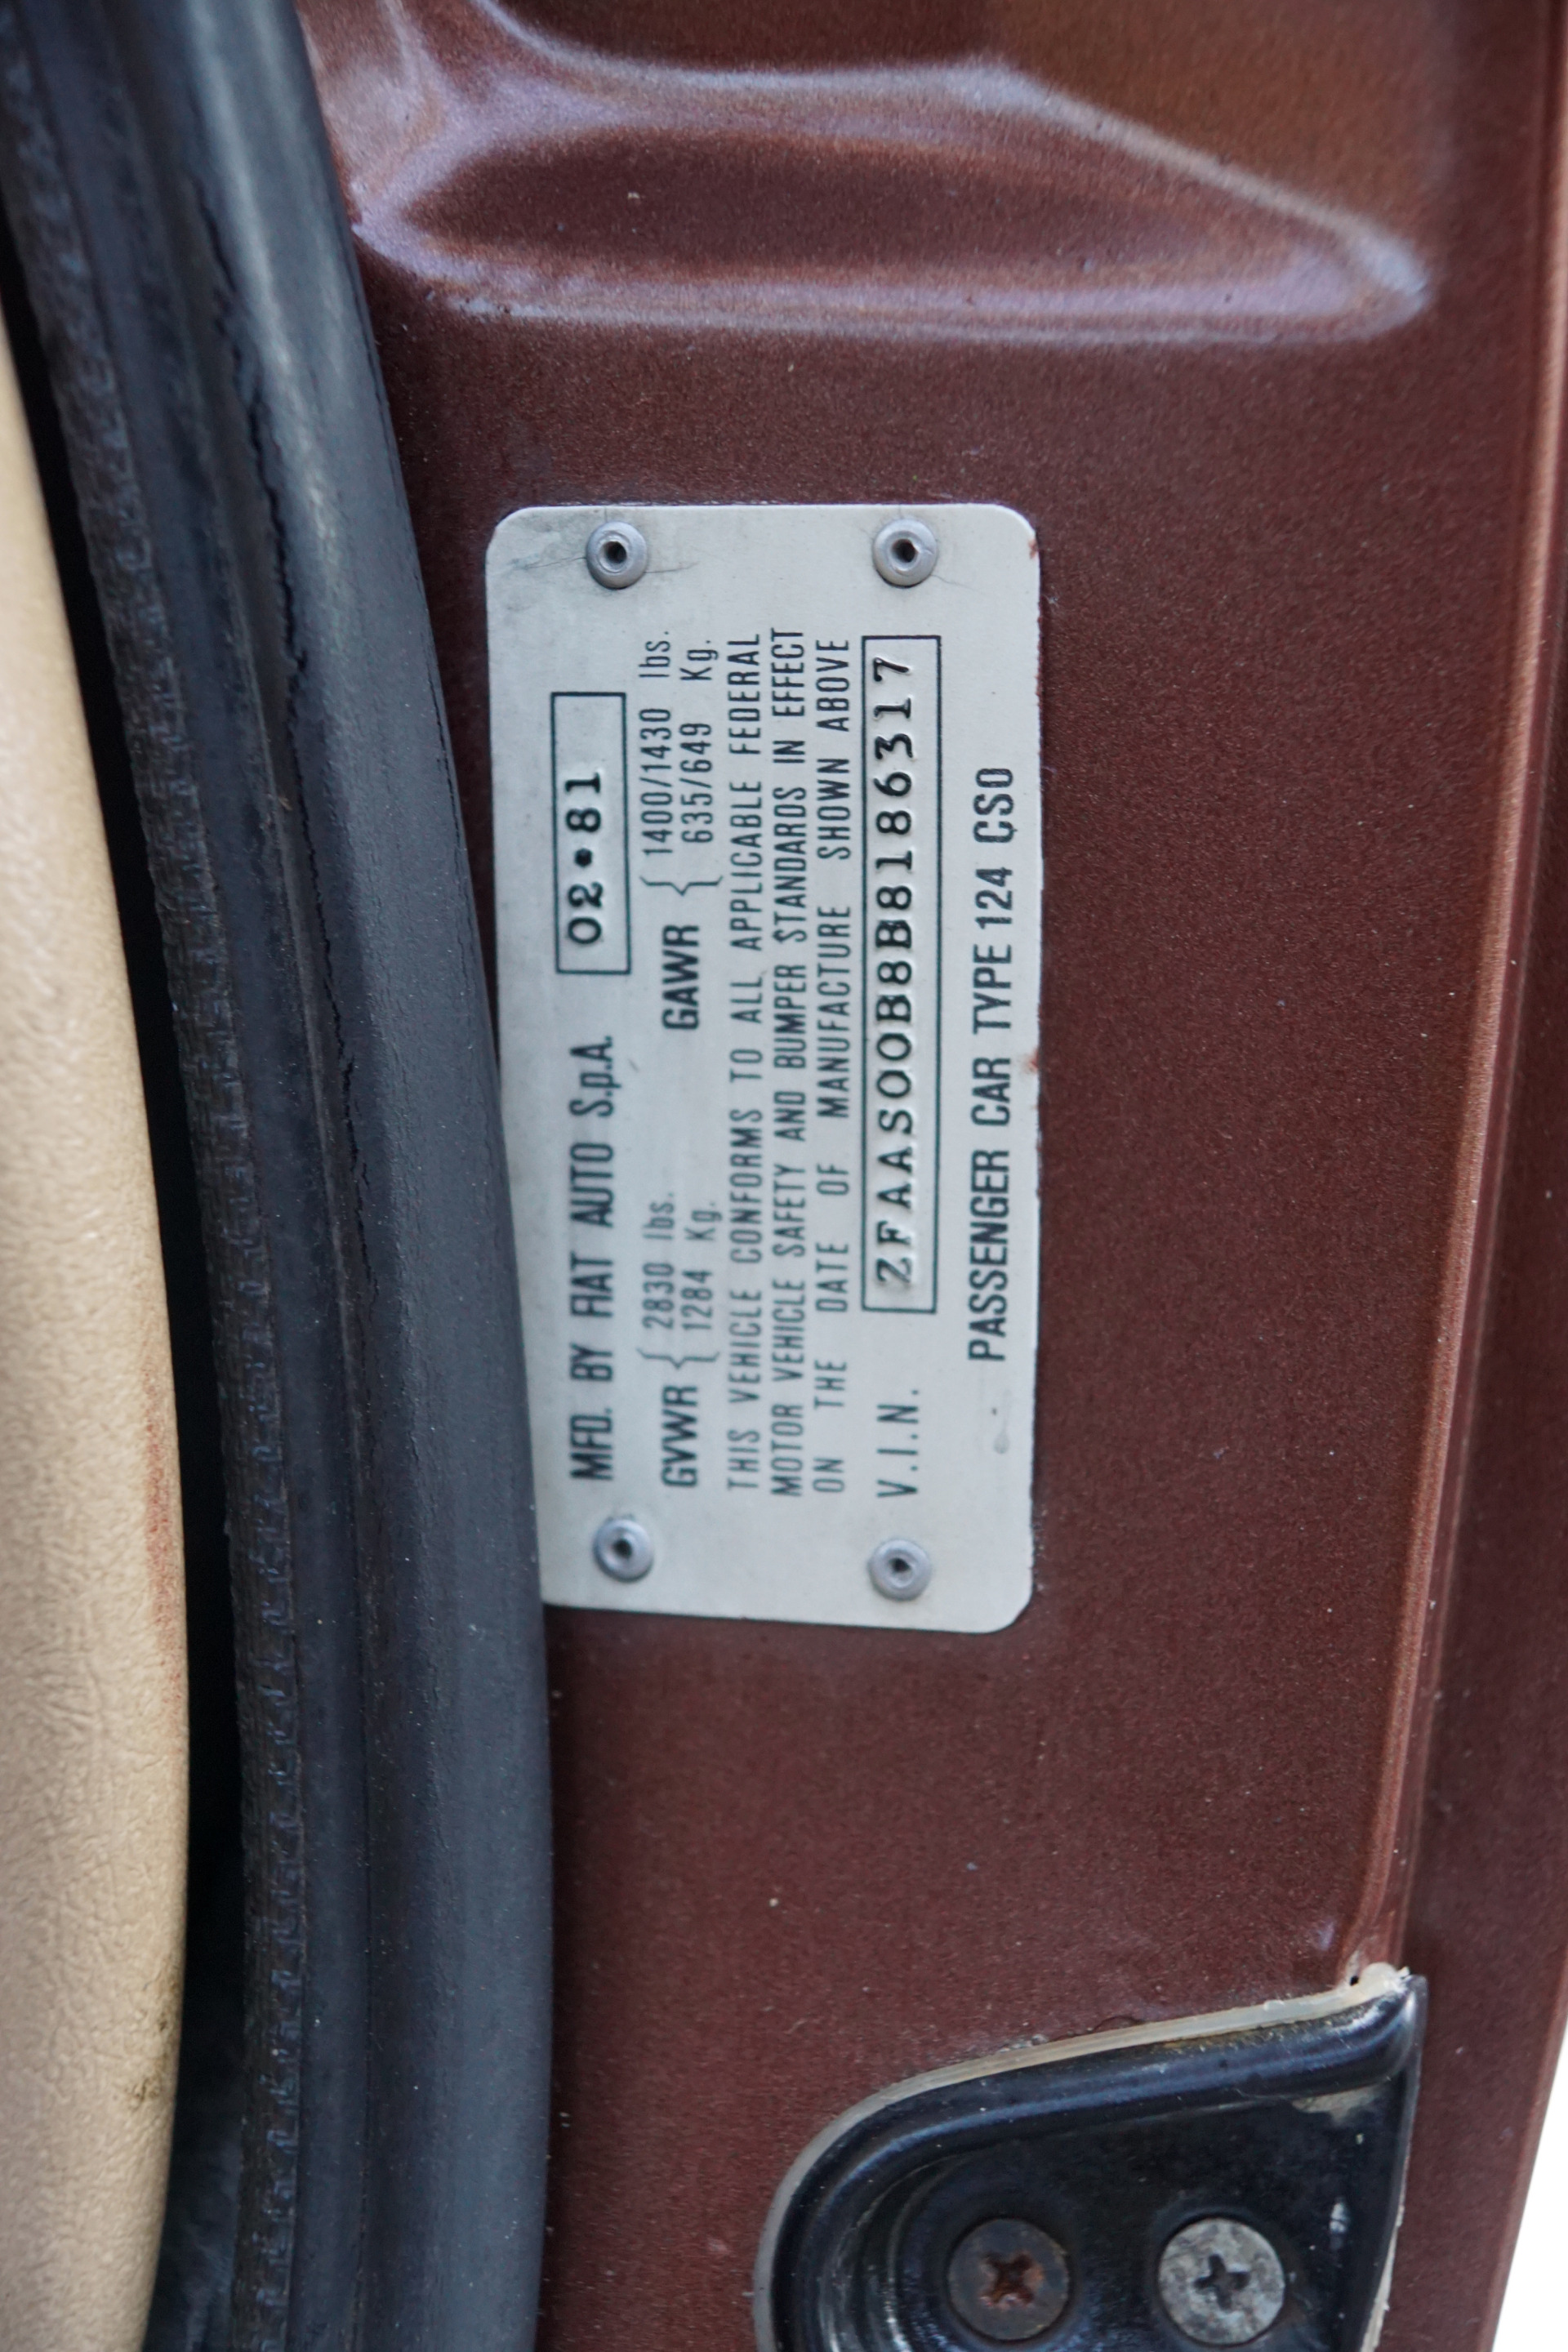 MFD. BY FIAT AUTO S.p.A. 02•81
GVWR { 2830 lbs. GAWR { 1400/1430 lbs.
{ 1284 Kg. { 635/649 Kg.
THIS VEHICLE CONFORMS TO ALL APPLICABLE FEDERAL
MOTOR VEHICLE SAFETY AND BUMPER STANDARDS IN EFFECT
ON THE DATE OF MANUFACTURE SHOWN ABOVE
V.I.N. ZFAAS00B8B8186317
PASSENGER CAR TYPE 124 CS0